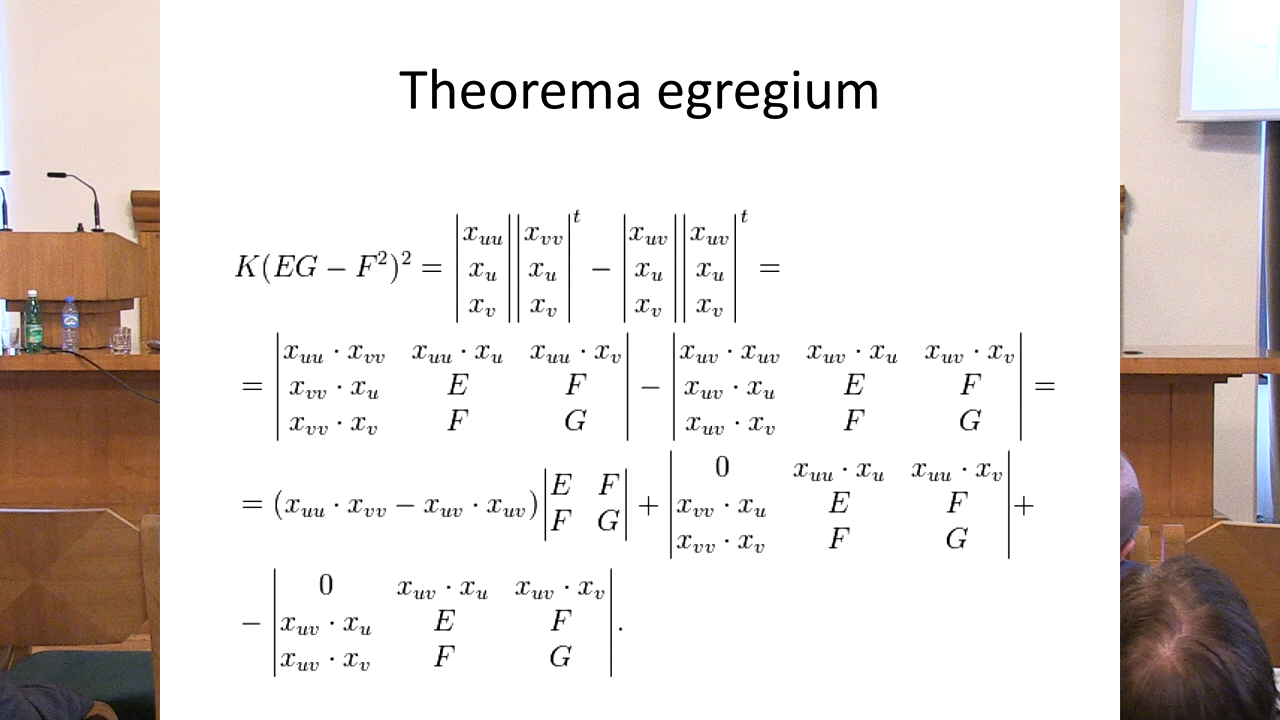 Theorema egregium
K(EG − F²)² = |x_uu x_u x_v| |x_vv x_u x_v|^t − |x_uv x_u x_v| |x_uv x_u x_v|^t =
= |x_uu · x_vv x_uu · x_u x_uu · x_v; x_vv · x_u E F; x_vv · x_v F G| − |x_uv · x_uv x_uv · x_u x_uv · x_v; x_uv · x_u E F; x_uv · x_v F G| =
= (x_uu · x_vv − x_uv · x_uv) |E F; F G| + |0 x_uu · x_u x_uu · x_v; x_vv · x_u E F; x_vv · x_v F G| +
− |0 x_uv · x_u x_uv · x_v; x_uv · x_u E F; x_uv · x_v F G| .